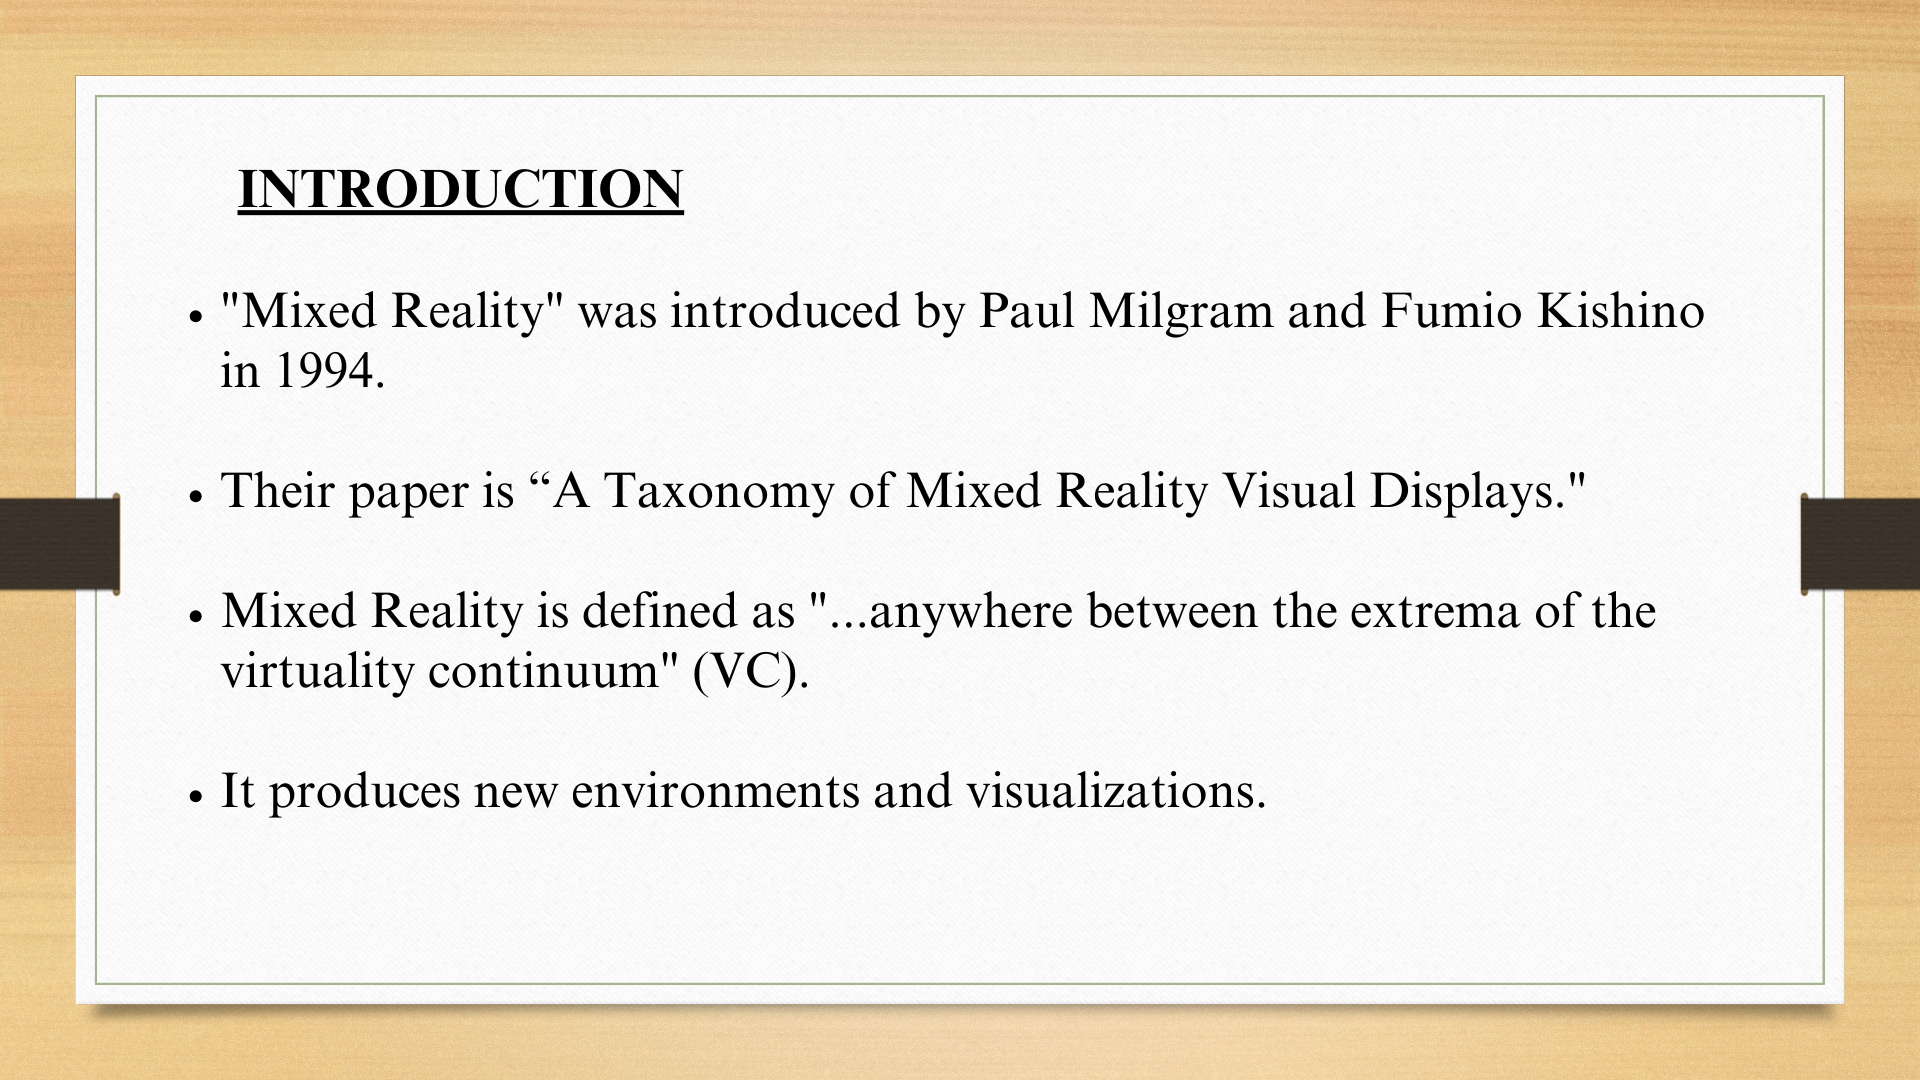 INTRODUCTION
• "Mixed Reality" was introduced by Paul Milgram and Fumio Kishino
in 1994.
• Their paper is “A Taxonomy of Mixed Reality Visual Displays."
• Mixed Reality is defined as "...anywhere between the extrema of the
virtuality continuum" (VC).
• It produces new environments and visualizations.